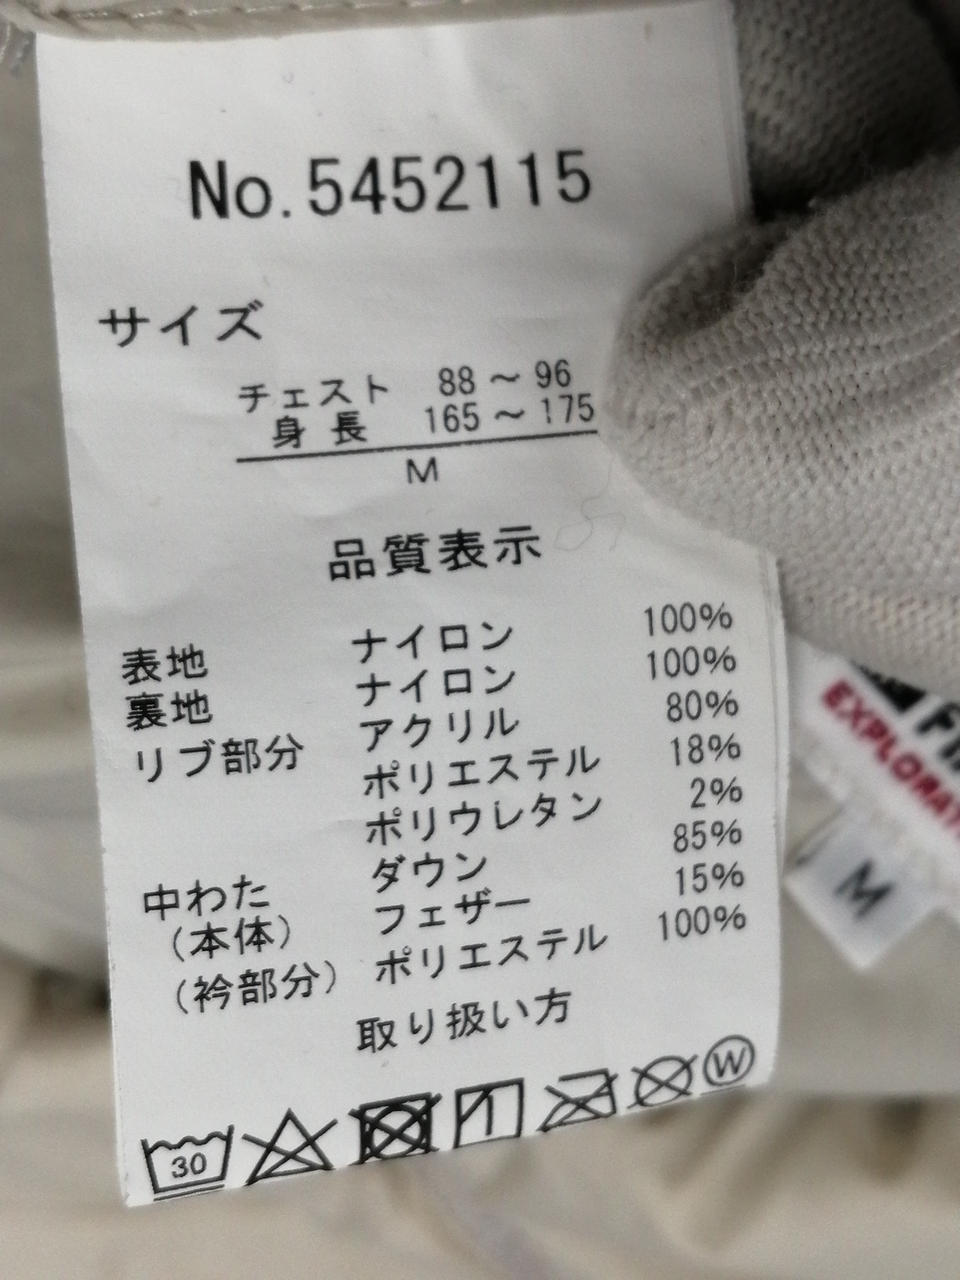 No.5452115
サイズ
チェスト 88 ～ 96
身 長 165 ～ 175
M
品質表示
表地 ナイロン 100%
裏地 ナイロン 100%
リブ部分 アクリル 80%
ポリエステル 18%
ポリウレタン 2%
中わた ダウン 85%
(本体) フェザー 15%
(衿部分) ポリエステル 100%
取り扱い方
30
W
M